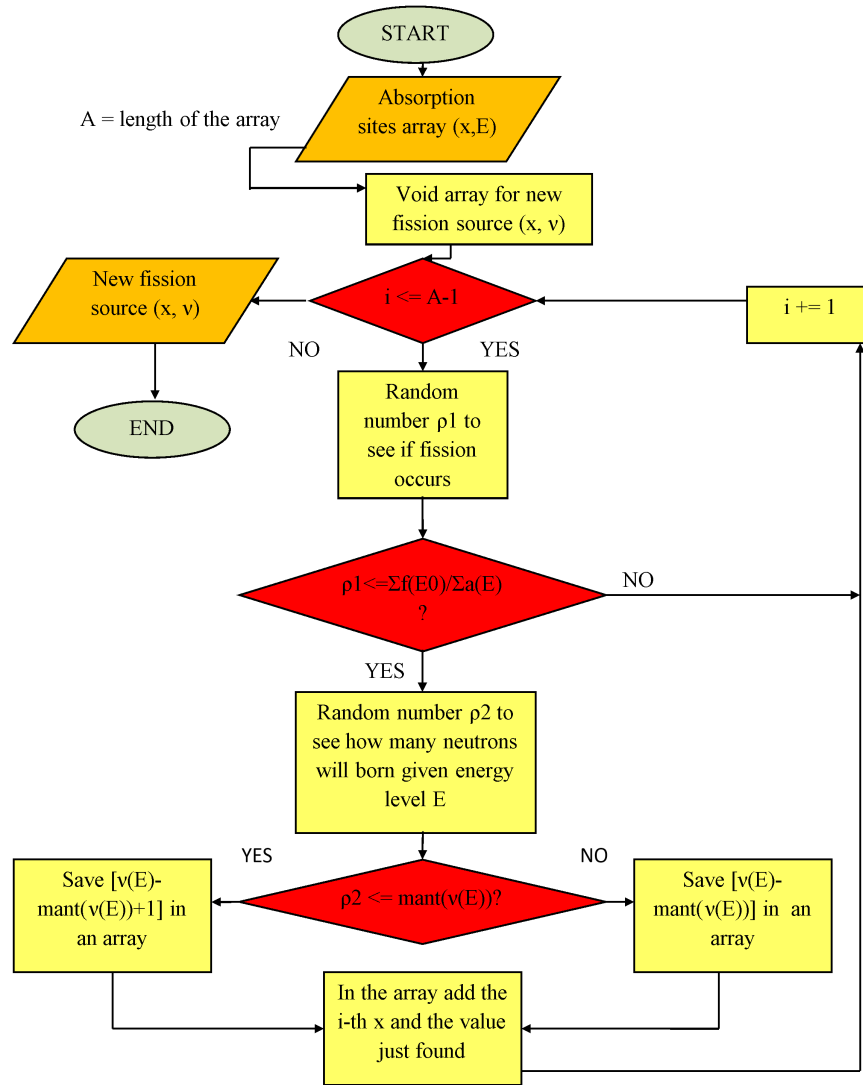 START
Absorption
sites array (x,E)
A = length of the array
Void array for new
fission source (x, ν)
New fission
source (x, ν)
i <= A-1
i += 1
NO
YES
Random
number ρ1 to
see if fission
occurs
END
ρ1<=Σf(E0)/Σa(E)
?
NO
YES
Random number ρ2 to
see how many neutrons
will born given energy
level E
YES
NO
Save [ν(E)-
mant(ν(E))+1] in
an array
ρ2 <= mant(ν(E))?
Save [ν(E)-
mant(ν(E))] in an
array
In the array add the
i-th x and the value
just found